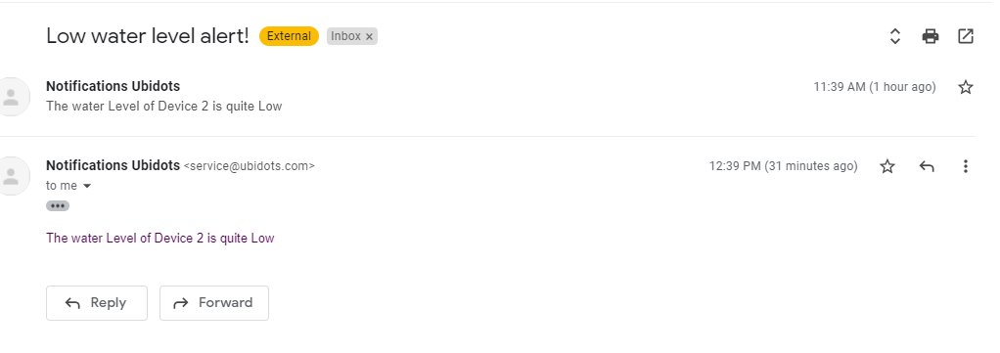 Low water level alert! External Inbox x
Notifications Ubidots 11:39 AM (1 hour ago)
The water Level of Device 2 is quite Low
Notifications Ubidots <service@ubidots.com> 12:39 PM (31 minutes ago)
to me
The water Level of Device 2 is quite Low
Reply Forward